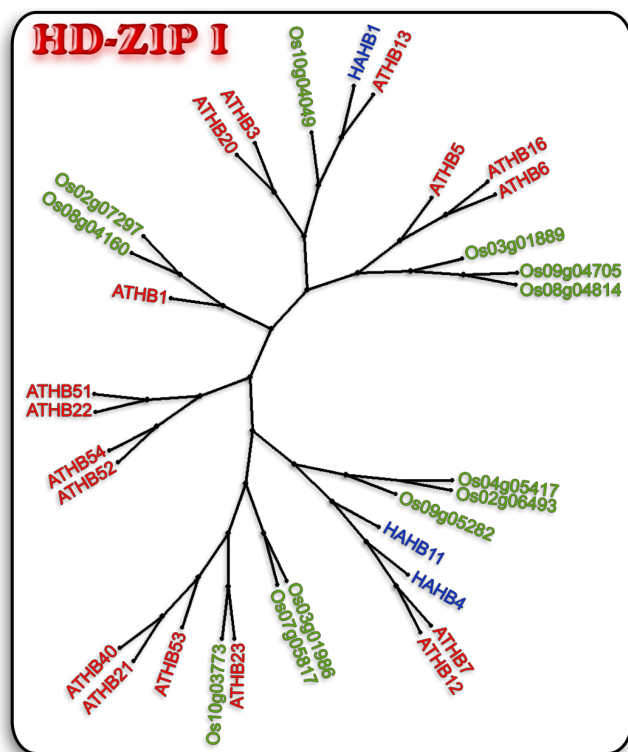 HD-ZIP I
Os10g04049
HAHB1
ATHB13
ATHB3
ATHB20
ATHB5
ATHB16
ATHB6
Os02g07297
Os08g04160
ATHB1
Os03g01889
Os09g04705
Os08g04814
ATHB51
ATHB22
ATHB54
ATHB52
Os04g05417
Os02g06493
Os09g05282
HAHB11
HAHB4
ATHB7
ATHB12
Os03g01986
Os07g05817
ATHB23
Os10g03773
ATHB53
ATHB21
ATHB40